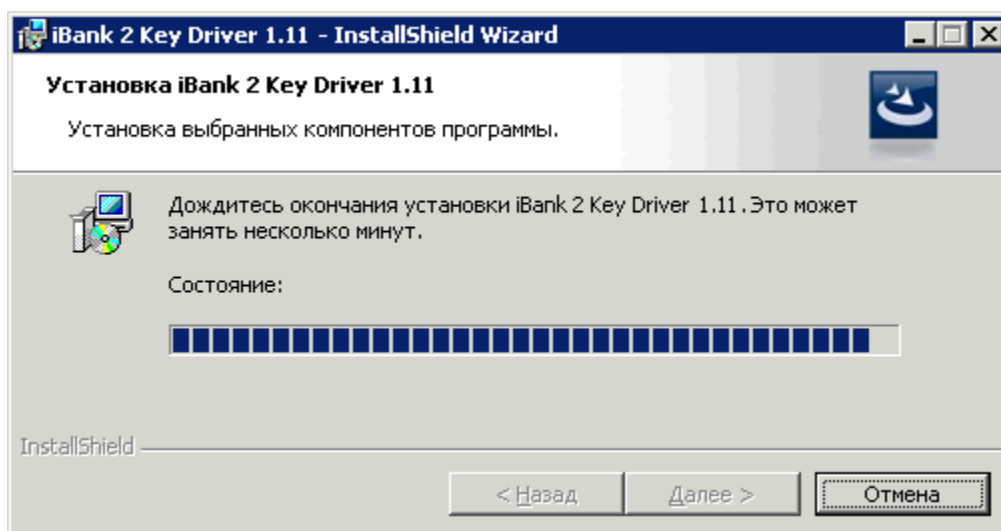 iBank 2 Key Driver 1.11 - InstallShield Wizard
Установка iBank 2 Key Driver 1.11
Установка выбранных компонентов программы.
Дождитесь окончания установки iBank 2 Key Driver 1.11.Это может
занять несколько минут.
Состояние:
InstallShield
< Назад Далее > Отмена